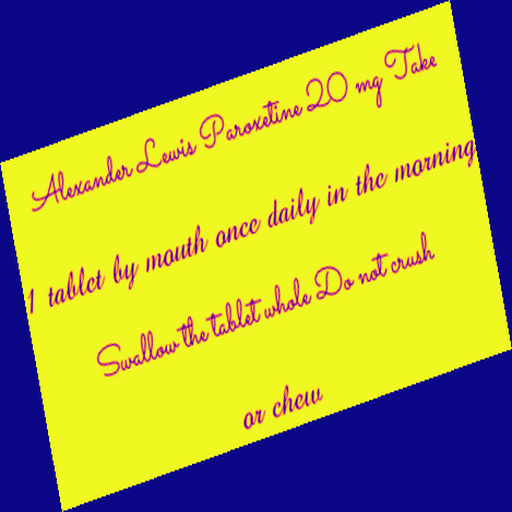 Alexander Lewis Paroxetine 20 mg Take
1 tablet by mouth once daily in the morning
Swallow the tablet whole Do not crush
or chew